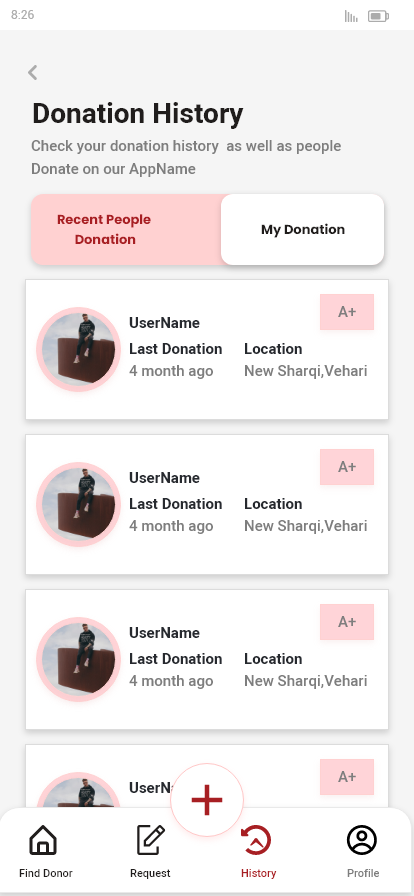 8:26
Donation History
Check your donation history as well as people
Donate on our AppName
Recent People
Donation
My Donation
A+
UserName
Last Donation Location
4 month ago New Sharqi,Vehari
A+
UserName
Last Donation Location
4 month ago New Sharqi,Vehari
A+
UserName
Last Donation Location
4 month ago New Sharqi,Vehari
A+
UserN
Find Donor Request History Profile